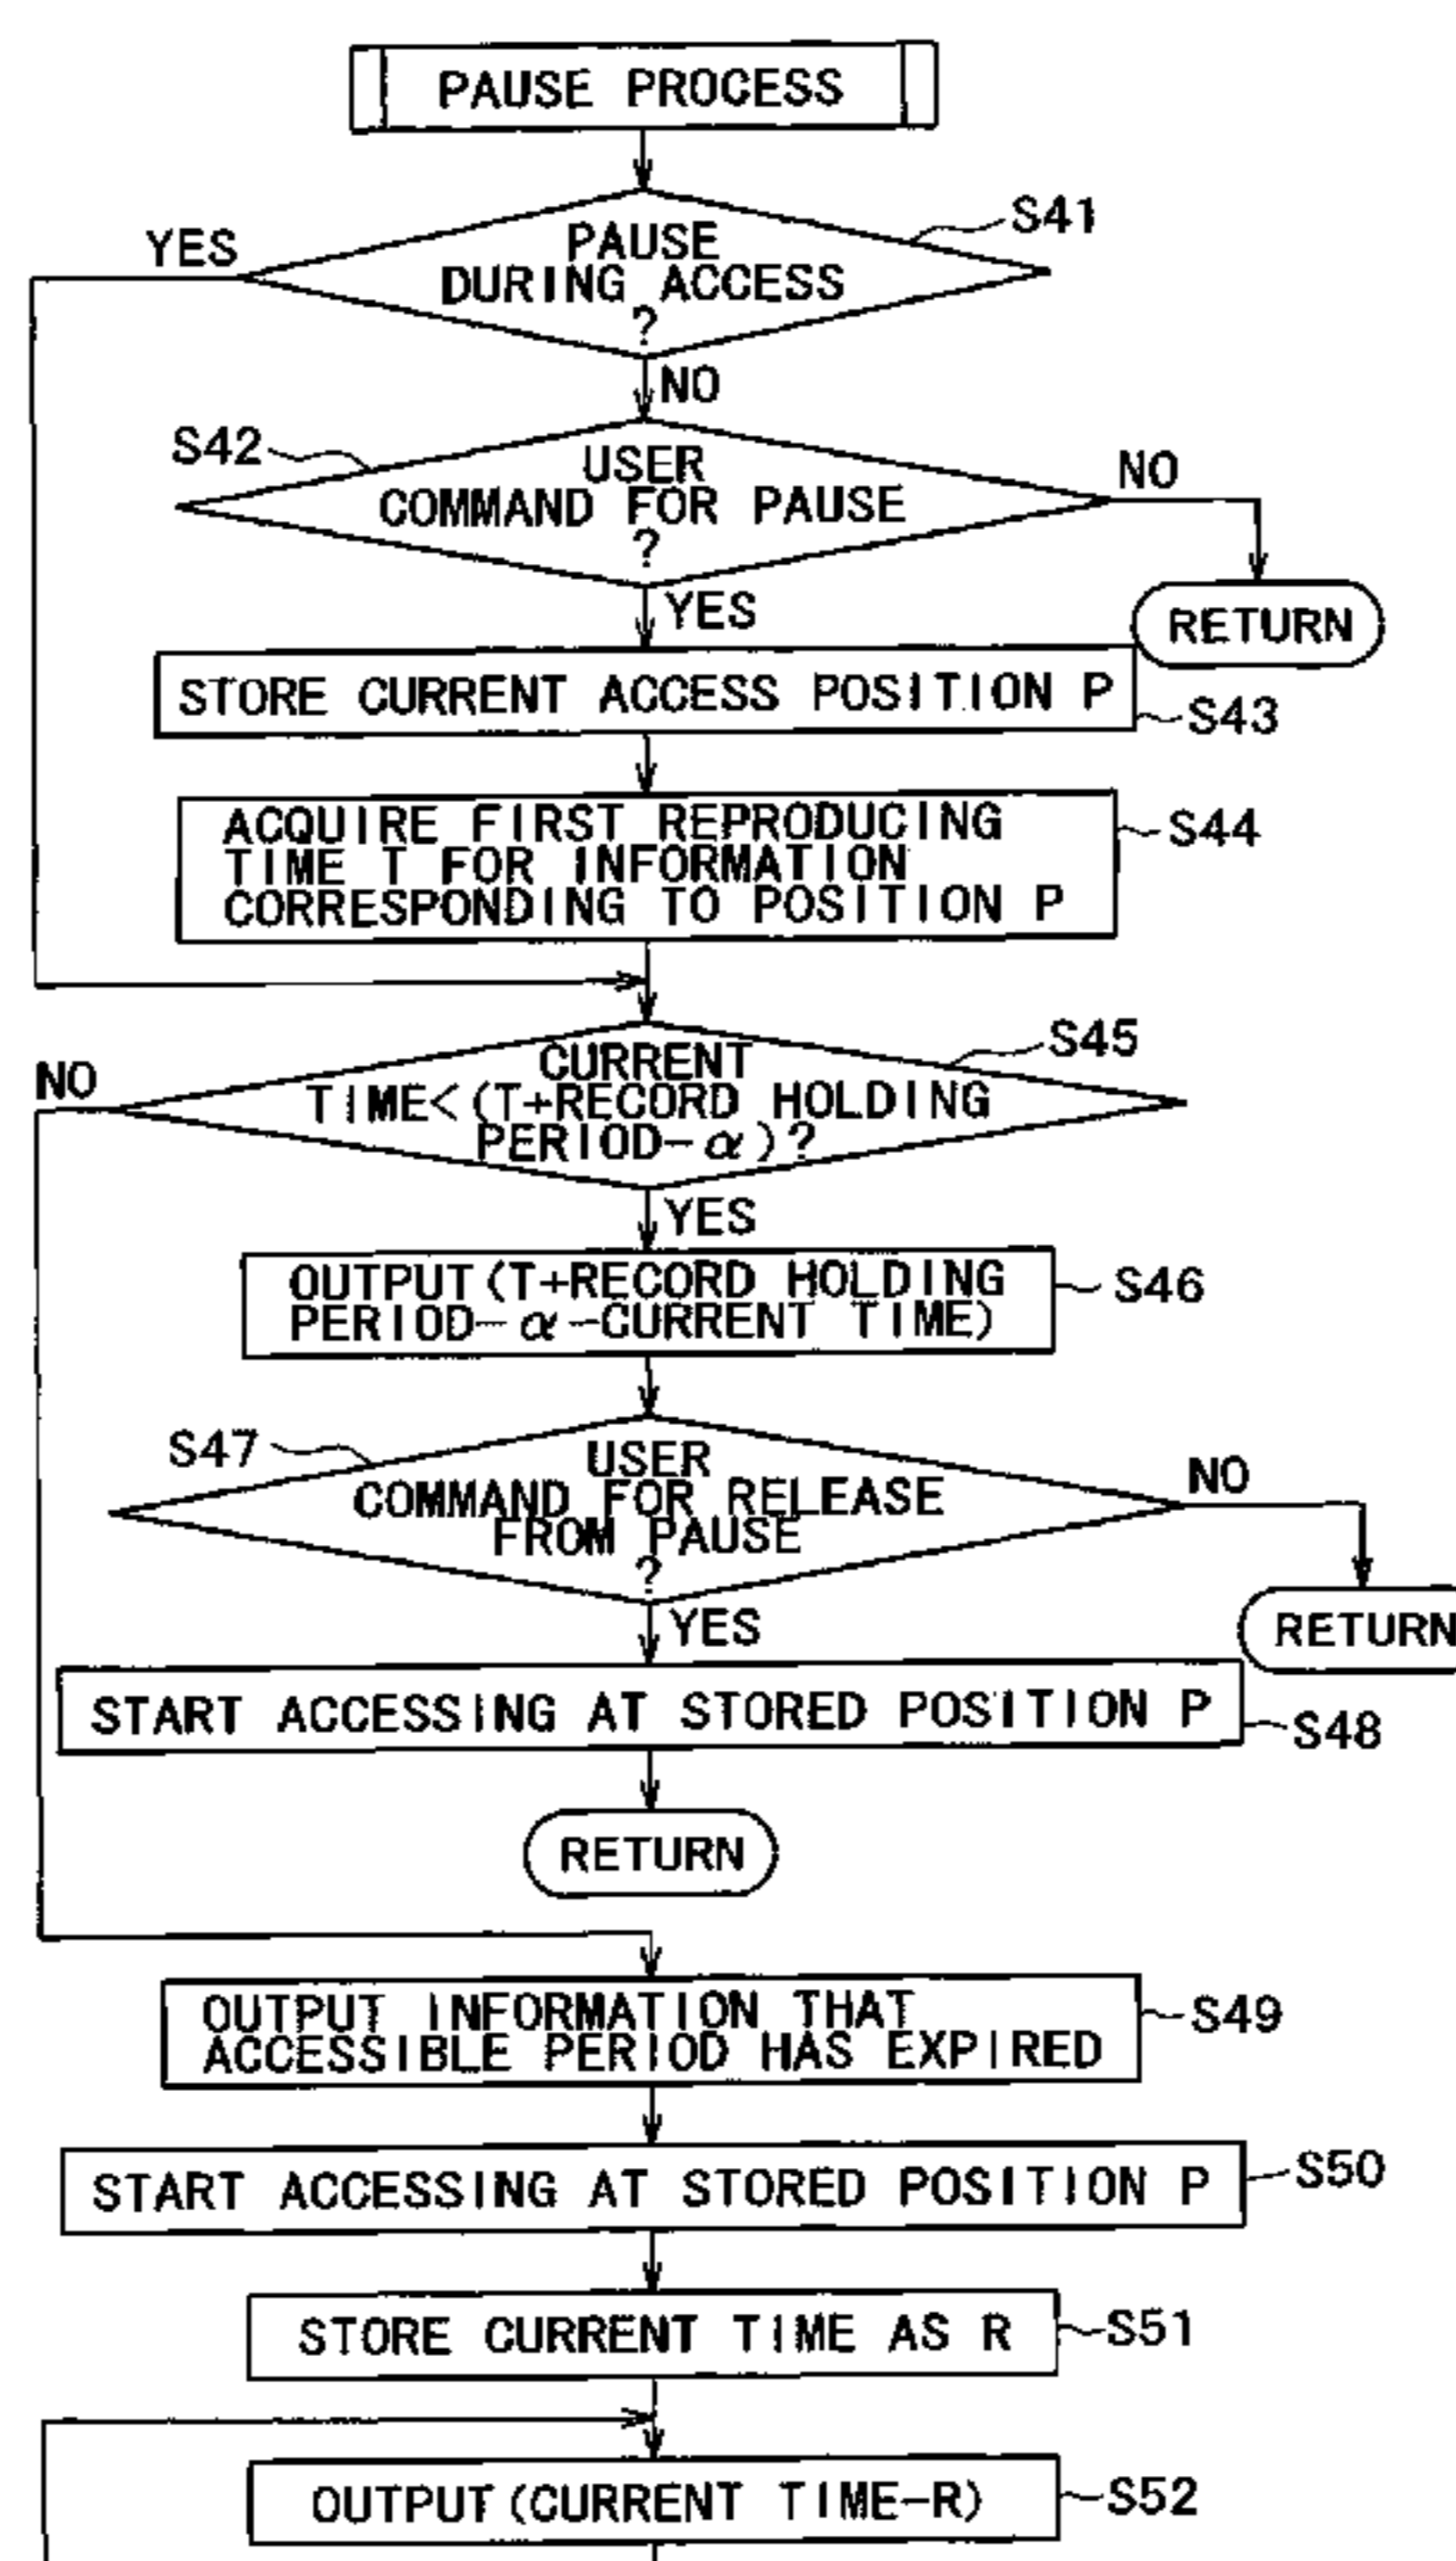 PAUSE PROCESS
S41
YES
PAUSE
DURING ACCESS
?
NO
S42
USER
COMMAND FOR PAUSE
?
NO
YES
RETURN
STORE CURRENT ACCESS POSITION P
S43
ACQUIRE FIRST REPRODUCING
TIME T FOR INFORMATION
CORRESPONDING TO POSITION P
S44
S45
NO
CURRENT
TIME<(T+RECORD HOLDING
PERIOD-α)?
YES
OUTPUT(T+RECORD HOLDING
PERIOD-α-CURRENT TIME)
S46
S47
USER
COMMAND FOR RELEASE
FROM PAUSE
?
NO
YES
RETURN
START ACCESSING AT STORED POSITION P
S48
RETURN
OUTPUT INFORMATION THAT
ACCESSIBLE PERIOD HAS EXPIRED
S49
START ACCESSING AT STORED POSITION P
S50
STORE CURRENT TIME AS R
S51
OUTPUT(CURRENT TIME-R)
S52